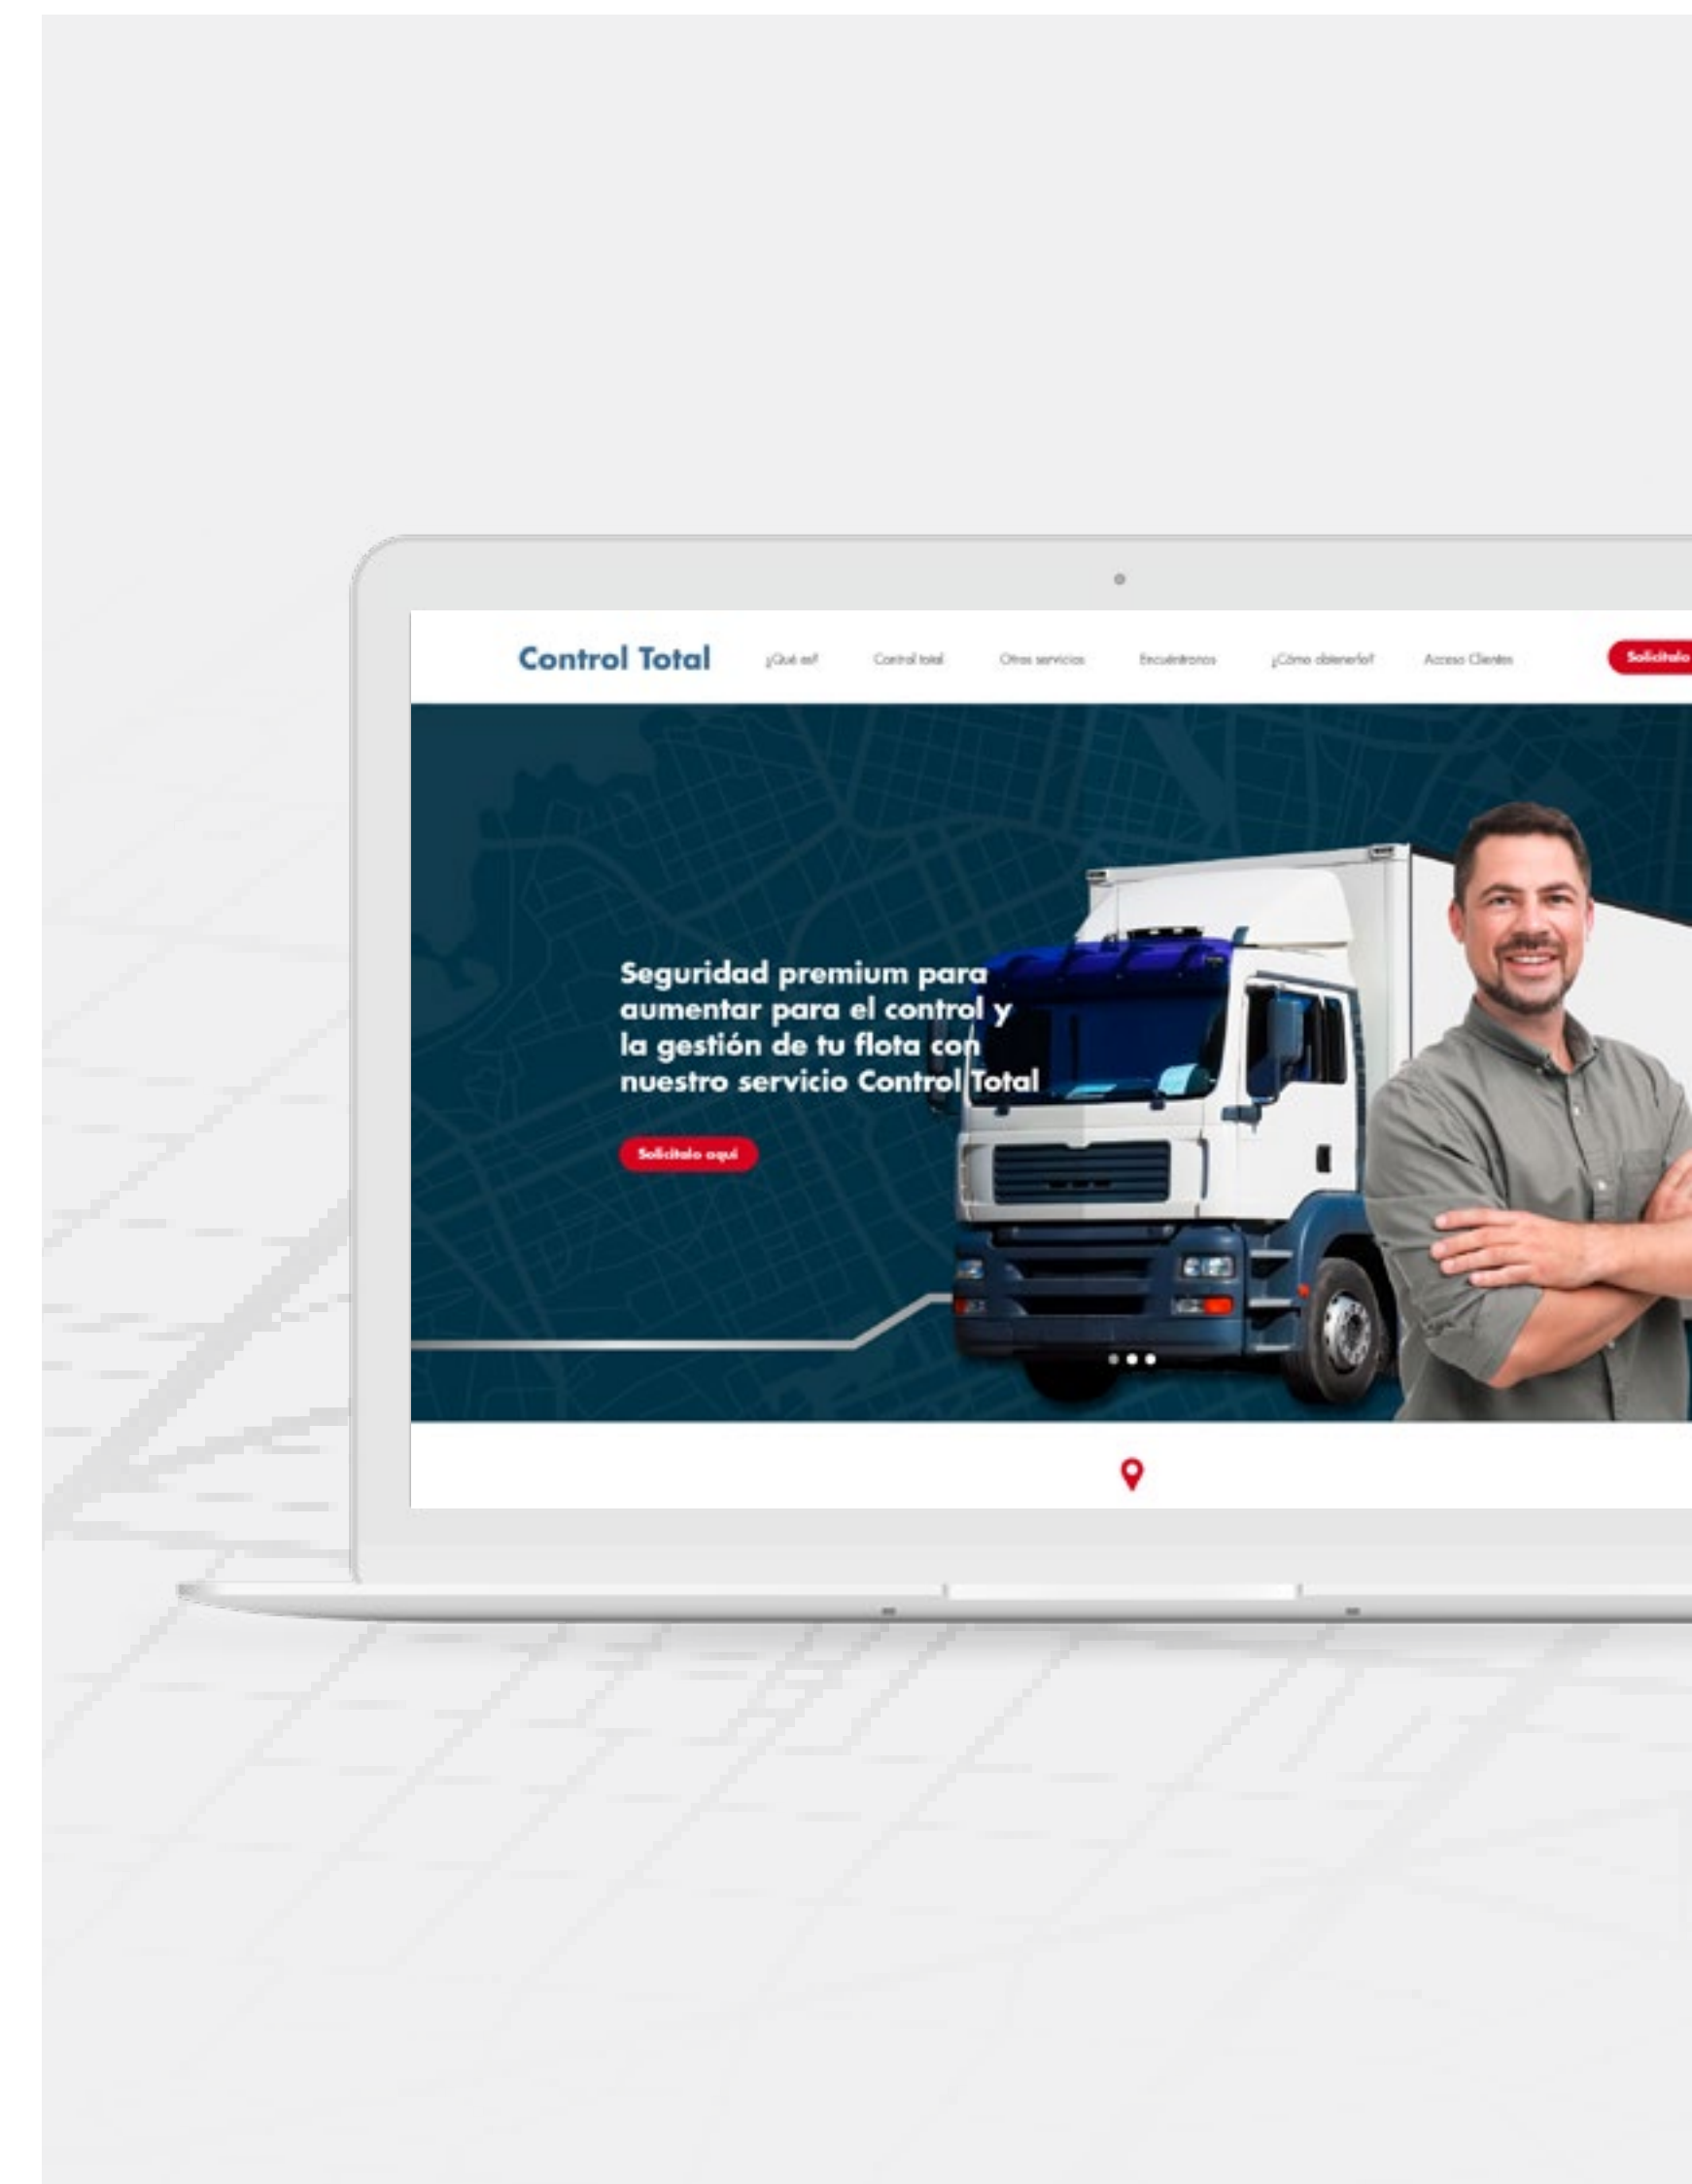 Control Total
¿Qué es?
Control total
Otros servicios
Encuéntranos
¿Cómo obtenerlo?
Acceso Clientes
Solicítalo
Seguridad premium para
aumentar para el control y
la gestión de tu flota con
nuestro servicio Control Total
Solicítalo aquí